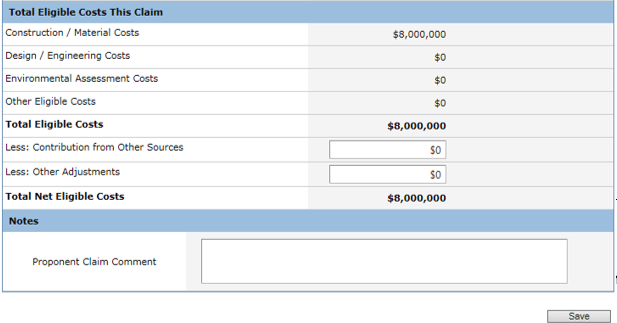 Total Eligible Costs This Claim
Construction / Material Costs $8,000,000
Design / Engineering Costs $0
Environmental Assessment Costs $0
Other Eligible Costs $0
Total Eligible Costs $8,000,000
Less: Contribution from Other Sources $0
Less: Other Adjustments $0
Total Net Eligible Costs $8,000,000
Notes
Proponent Claim Comment
Save